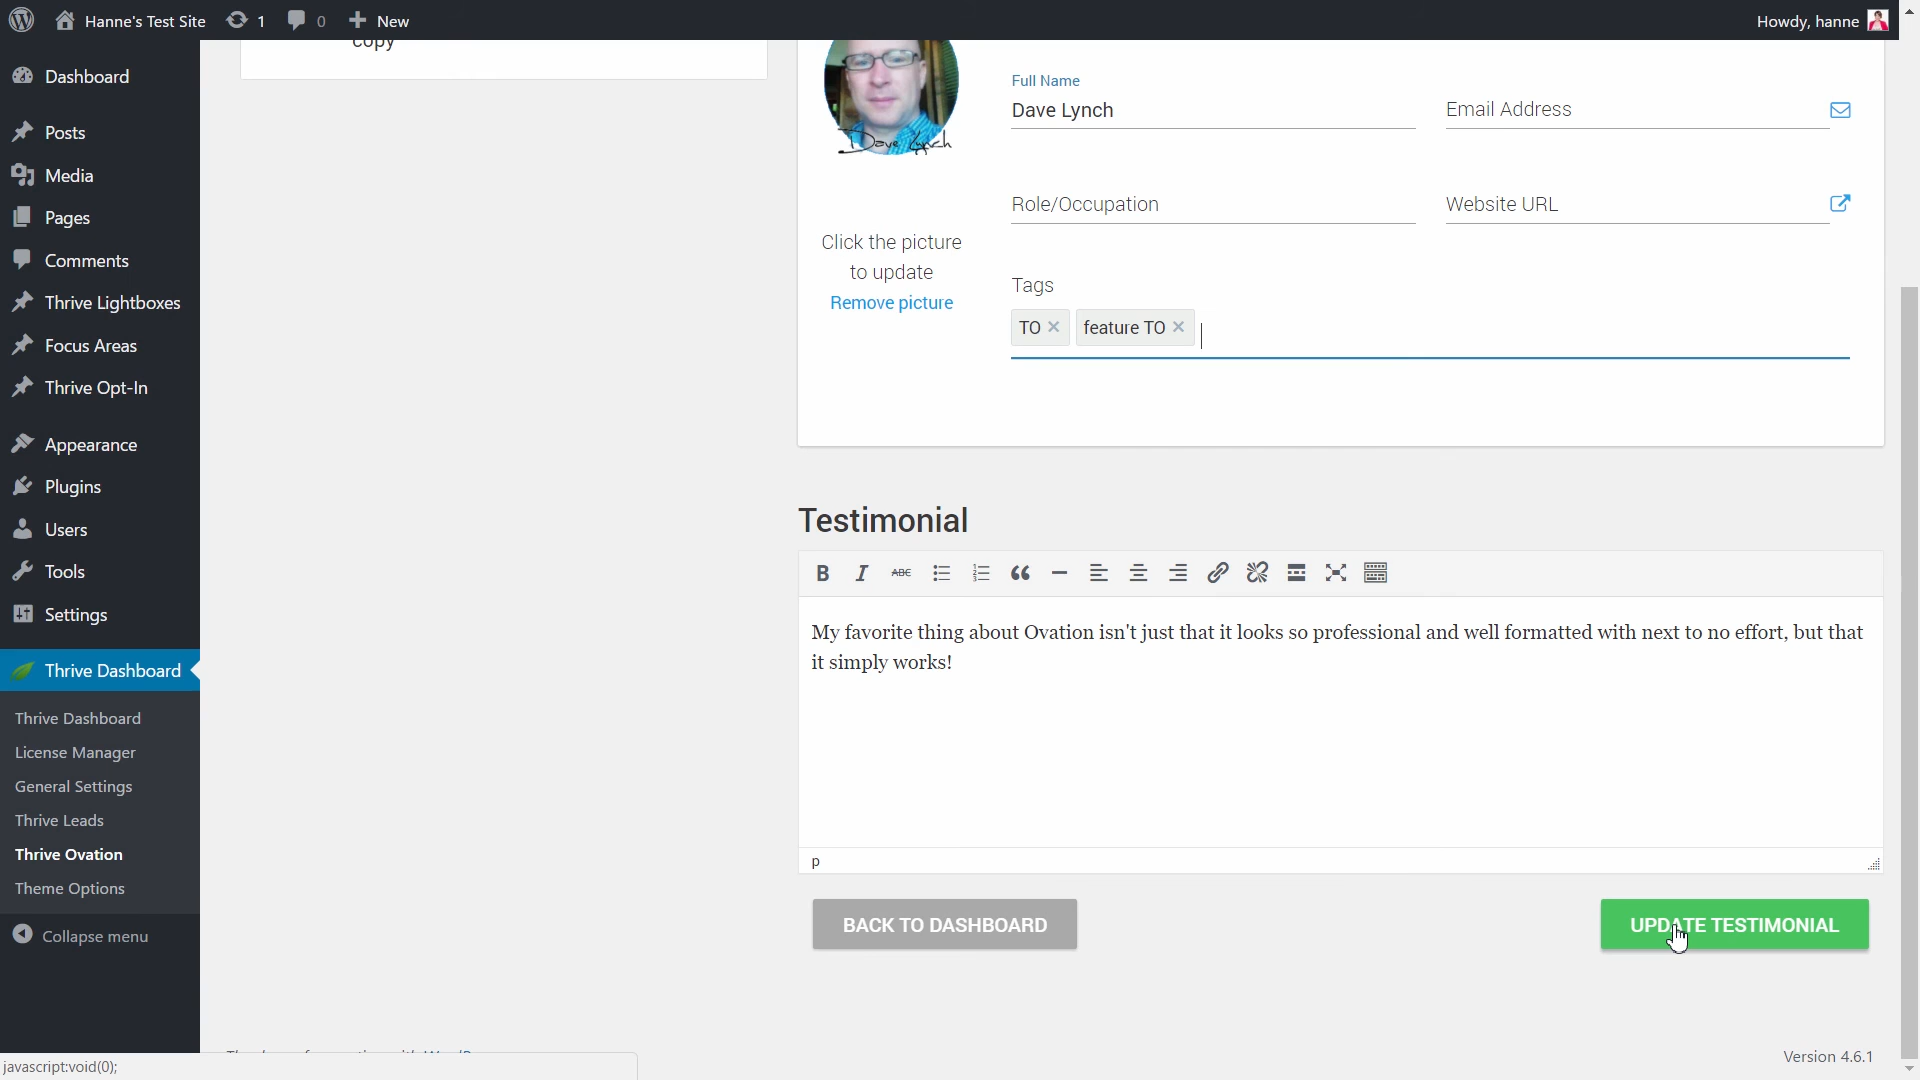 Hanne's Test Site 1 0 New Howdy, hanne
copy
Dashboard
Posts
Media
Pages
Comments
Thrive Lightboxes
Focus Areas
Thrive Opt-In
Appearance
Plugins
Users
Tools
Settings
Thrive Dashboard
Thrive Dashboard
License Manager
General Settings
Thrive Leads
Thrive Ovation
Theme Options
Collapse menu
Dave Lynch
Click the picture
to update
Remove picture
Full Name
Dave Lynch
Email Address
Role/Occupation
Website URL
Tags
TO × feature TO ×
Testimonial
B I ABC
My favorite thing about Ovation isn't just that it looks so professional and well formatted with next to no effort, but that
it simply works!
p
BACK TO DASHBOARD UPDATE TESTIMONIAL
Version 4.6.1
javascript:void(0);